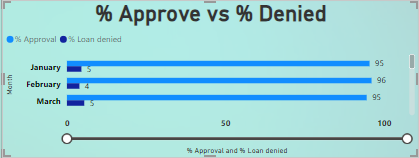 % Approve vs % Denied
% Approval % Loan denied
Month
January 95
5
February 96
4
March 95
5
0 50 100
% Approval and % Loan denied